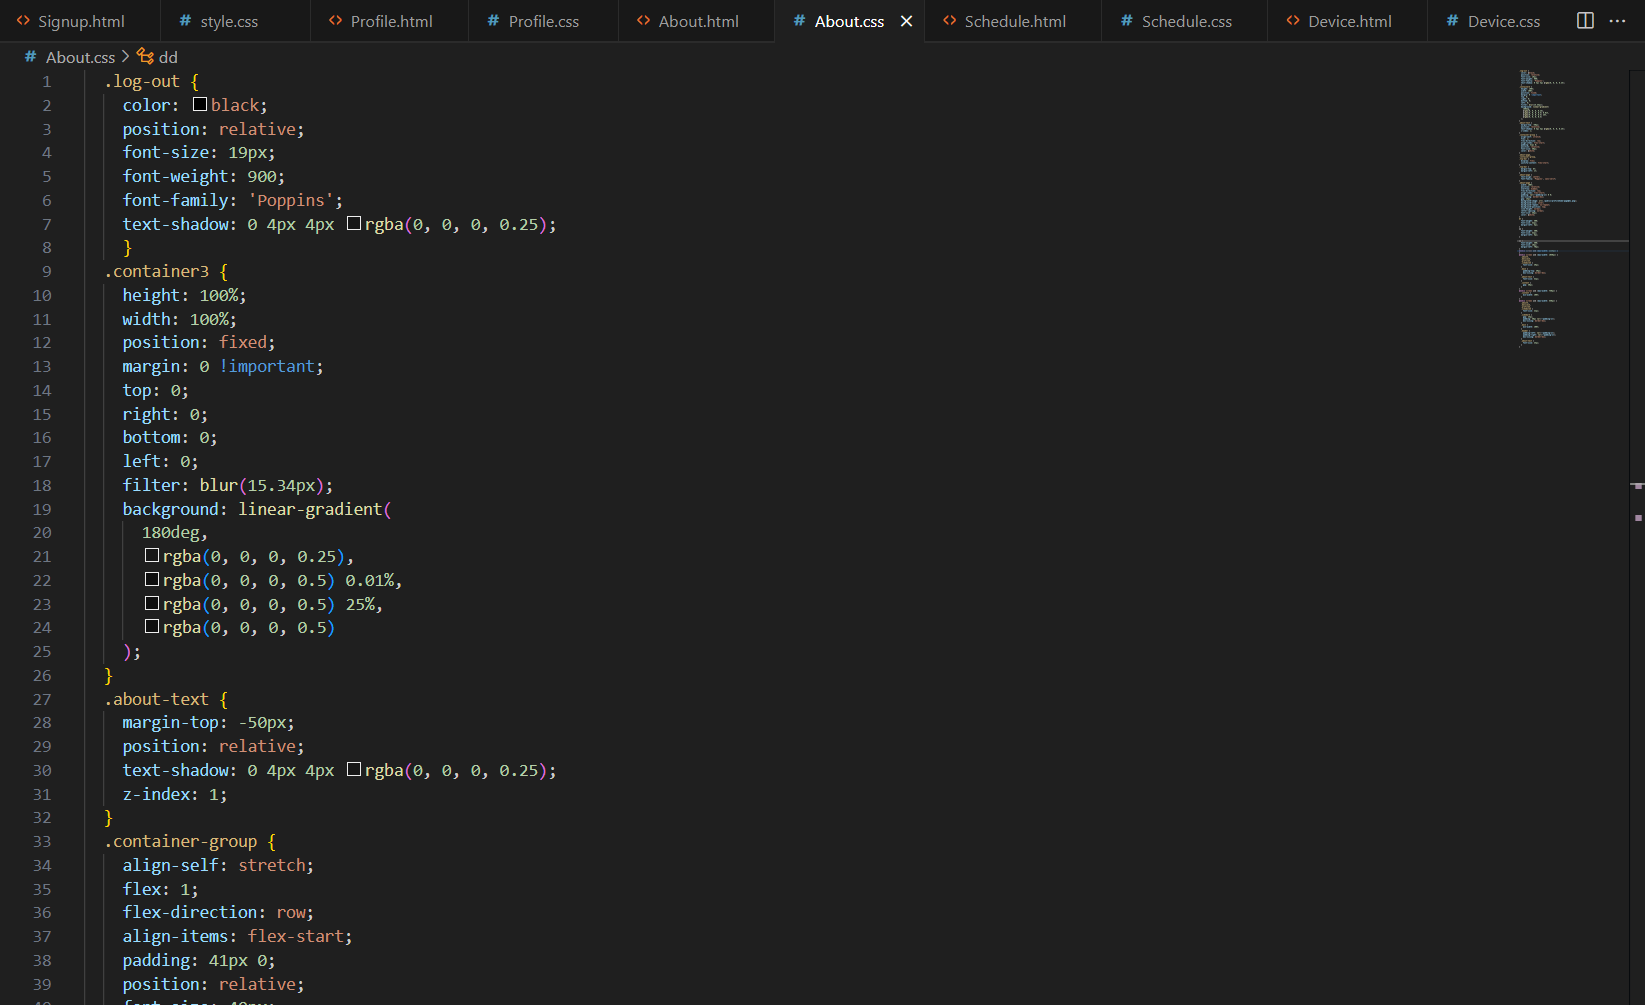 <> Signup.html # style.css <> Profile.html # Profile.css <> About.html # About.css × <> Schedule.html # Schedule.css <> Device.html # Device.css ···
# About.css > dd
1 .log-out {
2 color: black;
3 position: relative;
4 font-size: 19px;
5 font-weight: 900;
6 font-family: 'Poppins';
7 text-shadow: 0 4px 4px rgba(0, 0, 0, 0.25);
8 }
9 .container3 {
10 height: 100%;
11 width: 100%;
12 position: fixed;
13 margin: 0 !important;
14 top: 0;
15 right: 0;
16 bottom: 0;
17 left: 0;
18 filter: blur(15.34px);
19 background: linear-gradient(
20 180deg,
21 rgba(0, 0, 0, 0.25),
22 rgba(0, 0, 0, 0.5) 0.01%,
23 rgba(0, 0, 0, 0.5) 25%,
24 rgba(0, 0, 0, 0.5)
25 );
26 }
27 .about-text {
28 margin-top: -50px;
29 position: relative;
30 text-shadow: 0 4px 4px rgba(0, 0, 0, 0.25);
31 z-index: 1;
32 }
33 .container-group {
34 align-self: stretch;
35 flex: 1;
36 flex-direction: row;
37 align-items: flex-start;
38 padding: 41px 0;
39 position: relative;